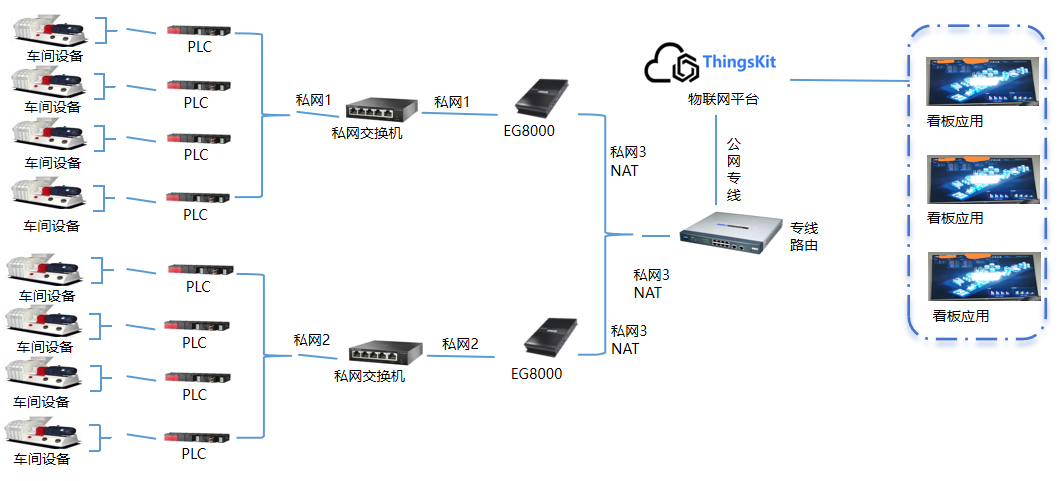 车间设备
PLC
车间设备
PLC
车间设备
PLC
车间设备
PLC
私网1
私网交换机
私网1
EG8000
车间设备
PLC
车间设备
PLC
车间设备
PLC
车间设备
PLC
私网2
私网交换机
私网2
EG8000
私网3
NAT
私网3
NAT
私网3
NAT
ThingsKit
物联网平台
公
网
专
线
专线
路由
看板应用
看板应用
看板应用